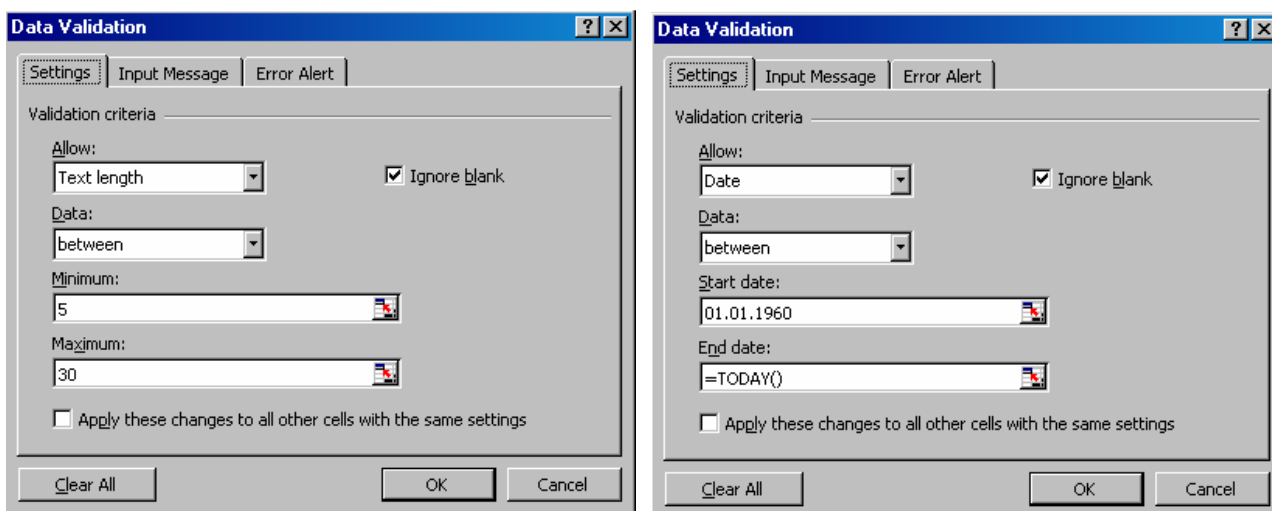 Data Validation
Settings Input Message Error Alert
Validation criteria
Allow:
Text length
Ignore blank
Data:
between
Minimum:
5
Maximum:
30
Apply these changes to all other cells with the same settings
Clear All OK Cancel
Data Validation
Settings Input Message Error Alert
Validation criteria
Allow:
Date
Ignore blank
Data:
between
Start date:
01.01.1960
End date:
=TODAY()
Apply these changes to all other cells with the same settings
Clear All OK Cancel